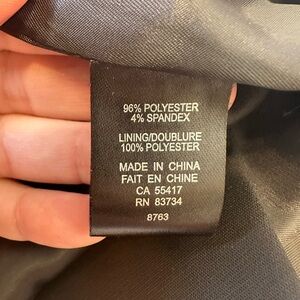 96% POLYESTER
4% SPANDEX
LINING/DOUBLURE
100% POLYESTER
MADE IN CHINA
FAIT EN CHINE
CA 55417
RN 83734
8763